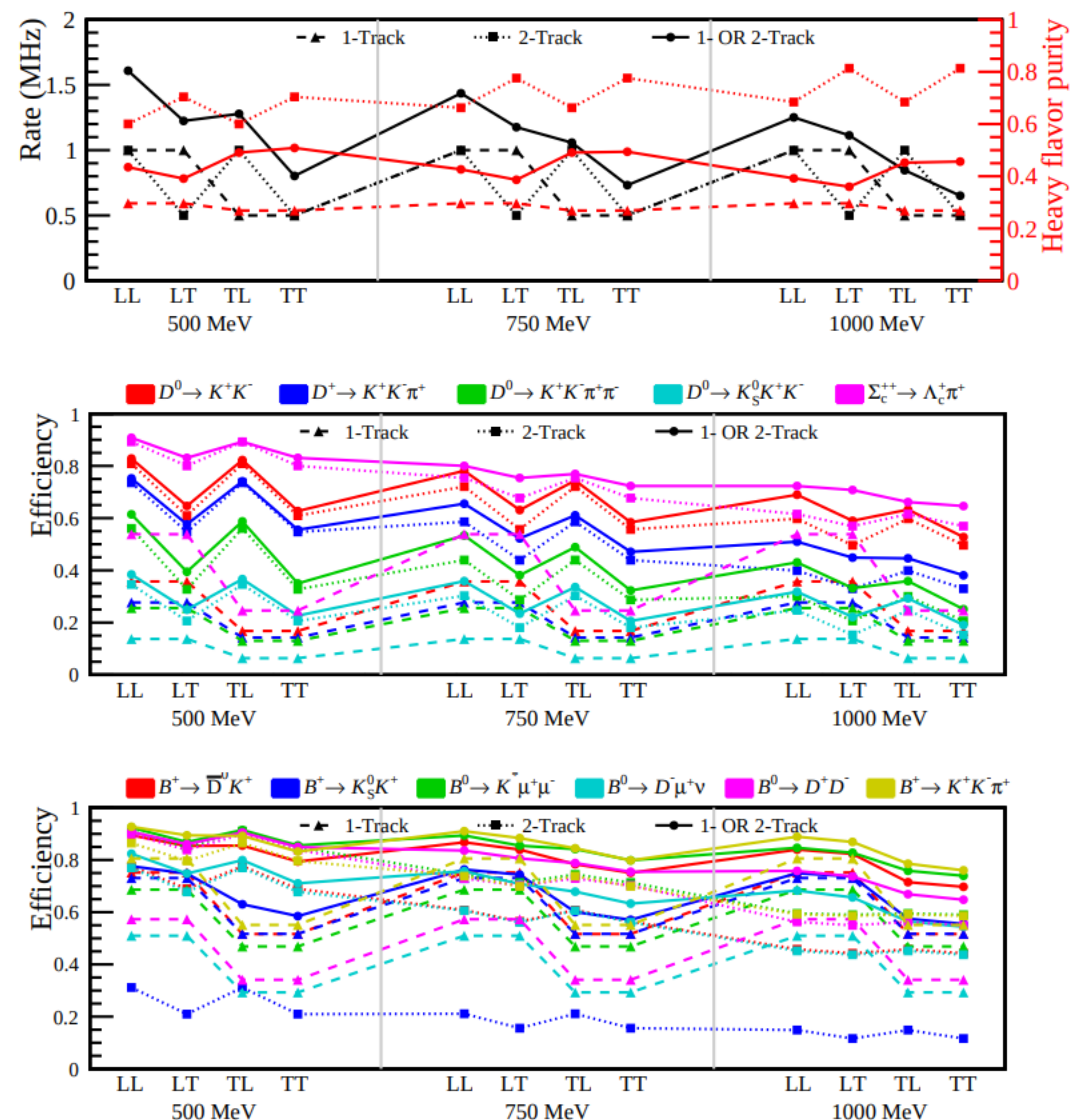 2
1.5
1
0.5
0
Rate (MHz)
1-Track 2-Track 1- OR 2-Track
1
0.8
0.6
0.4
0.2
0
Heavy flavor purity
LL LT TL TT LL LT TL TT LL LT TL TT
500 MeV 750 MeV 1000 MeV
D⁰→ K⁺K⁻ D⁺→ K⁺K⁻π⁺ D⁰→ K⁺K⁻π⁺π⁻ D⁰→ K⁰_S K⁺K⁻ Σ_c⁺⁺→ Λ_c⁺π⁺
1-Track 2-Track 1- OR 2-Track
1
0.8
0.6
0.4
0.2
0
Efficiency
LL LT TL TT LL LT TL TT LL LT TL TT
500 MeV 750 MeV 1000 MeV
B⁺→ D̅⁰K⁺ B⁺→ K⁰_S K⁺ B⁰→ K*μ⁺μ⁻ B⁰→ D⁻μ⁺ν B⁰→ D⁺D⁻ B⁺→ K⁺K⁻π⁺
1-Track 2-Track 1- OR 2-Track
1
0.8
0.6
0.4
0.2
0
Efficiency
LL LT TL TT LL LT TL TT LL LT TL TT
500 MeV 750 MeV 1000 MeV